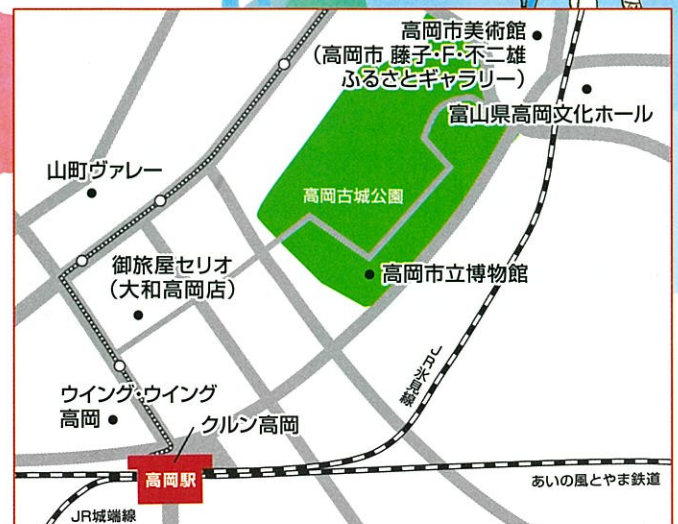 高岡市美術館
(高岡市 藤子・F・不二雄
ふるさとギャラリー)
富山県高岡文化ホール
山町ヴァレー
高岡古城公園
御旅屋セリオ
(大和高岡店)
高岡市立博物館
JR氷見線
ウイング・ウイング
高岡
クルン高岡
高岡駅
あいの風とやま鉄道
JR城端線